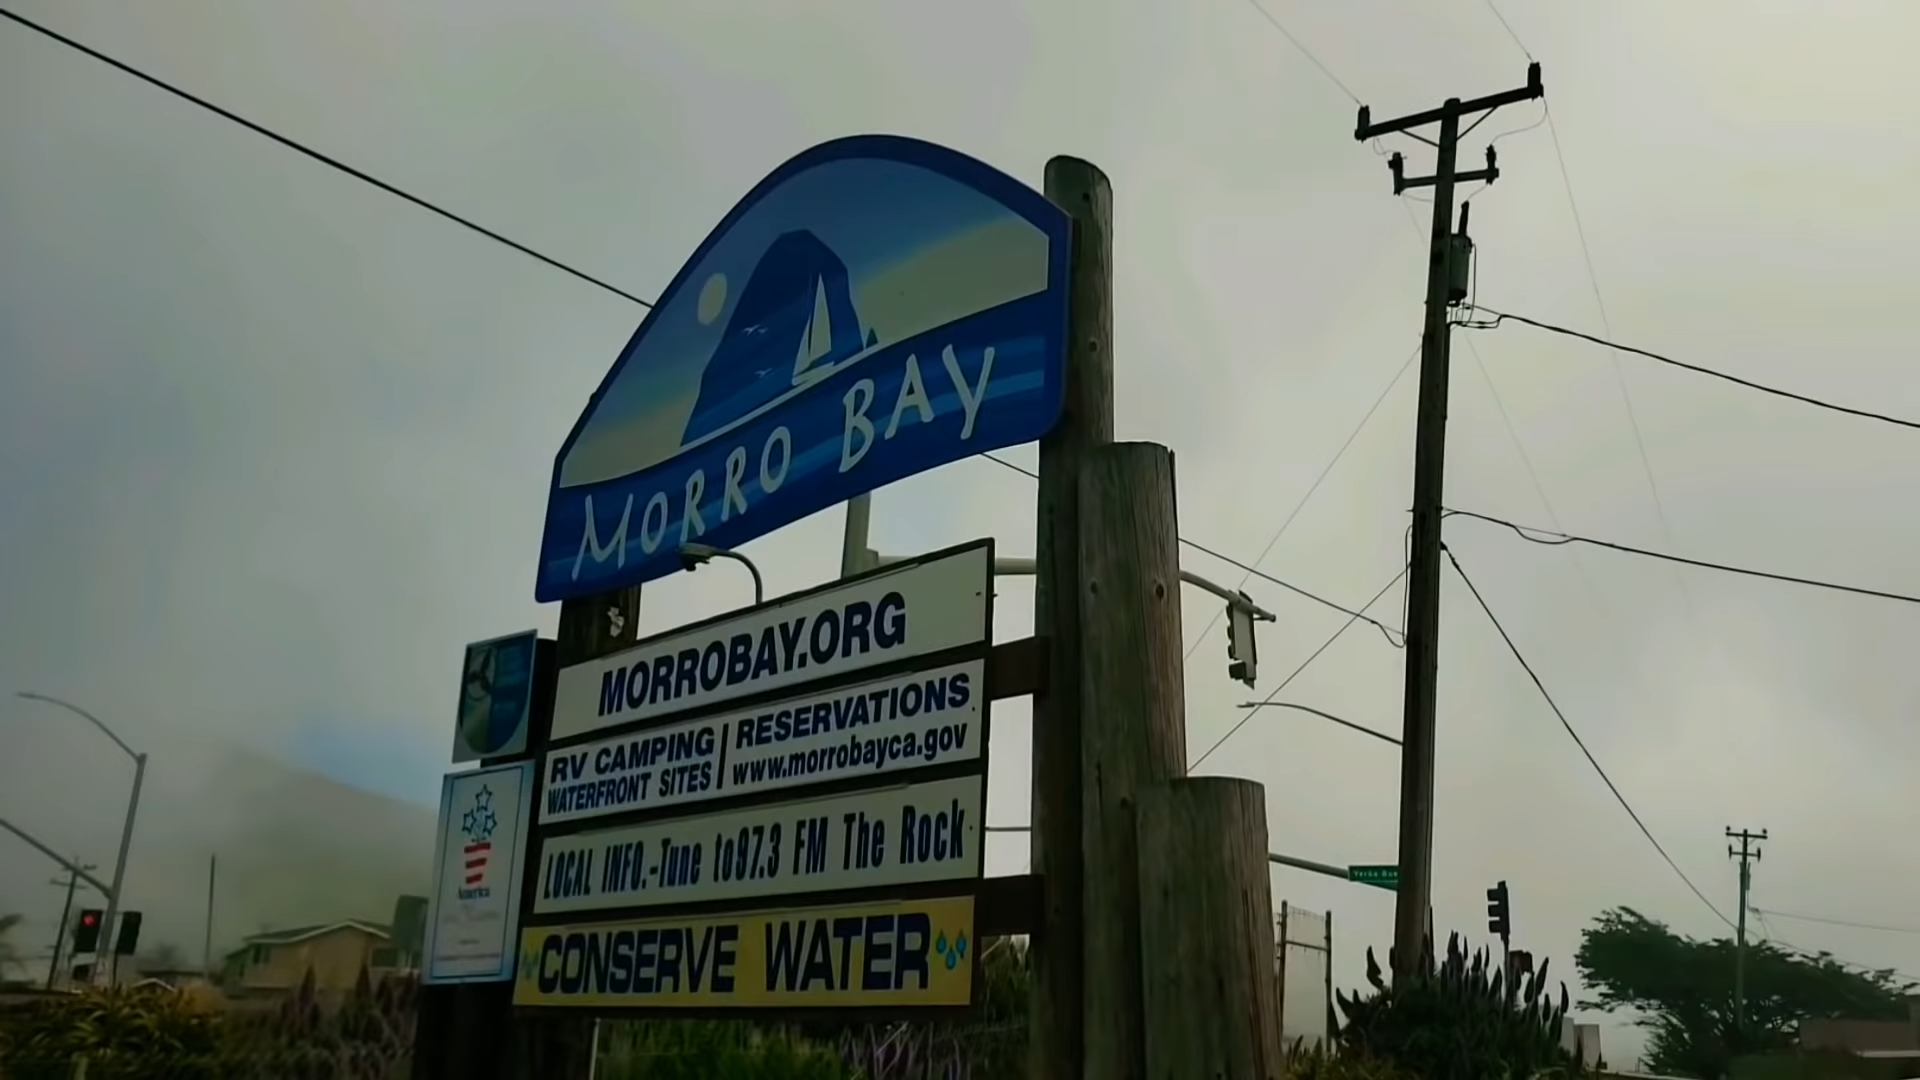 MORRO BAY
MORROBAY.ORG
RV CAMPING
WATERFRONT SITES
RESERVATIONS
www.morrobayca.gov
LOCAL INFO.-Tune to 97.3 FM The Rock
CONSERVE WATER
America